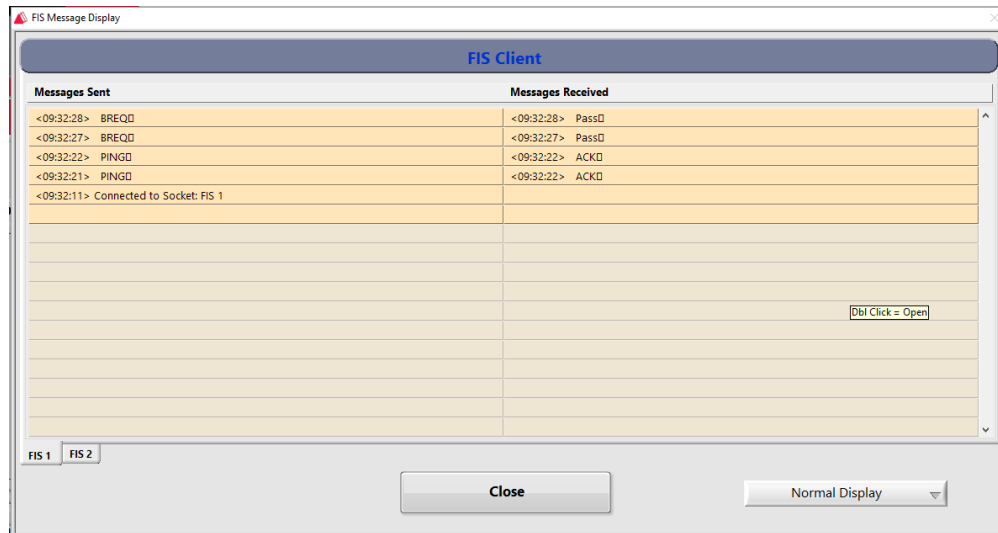 FIS Message Display
FIS Client
Messages Sent Messages Received
<09:32:28> BREQ▯ <09:32:28> Pass▯
<09:32:27> BREQ▯ <09:32:27> Pass▯
<09:32:22> PING▯ <09:32:22> ACK▯
<09:32:21> PING▯ <09:32:22> ACK▯
<09:32:11> Connected to Socket: FIS 1
Dbl Click = Open
FIS 1 FIS 2
Close
Normal Display